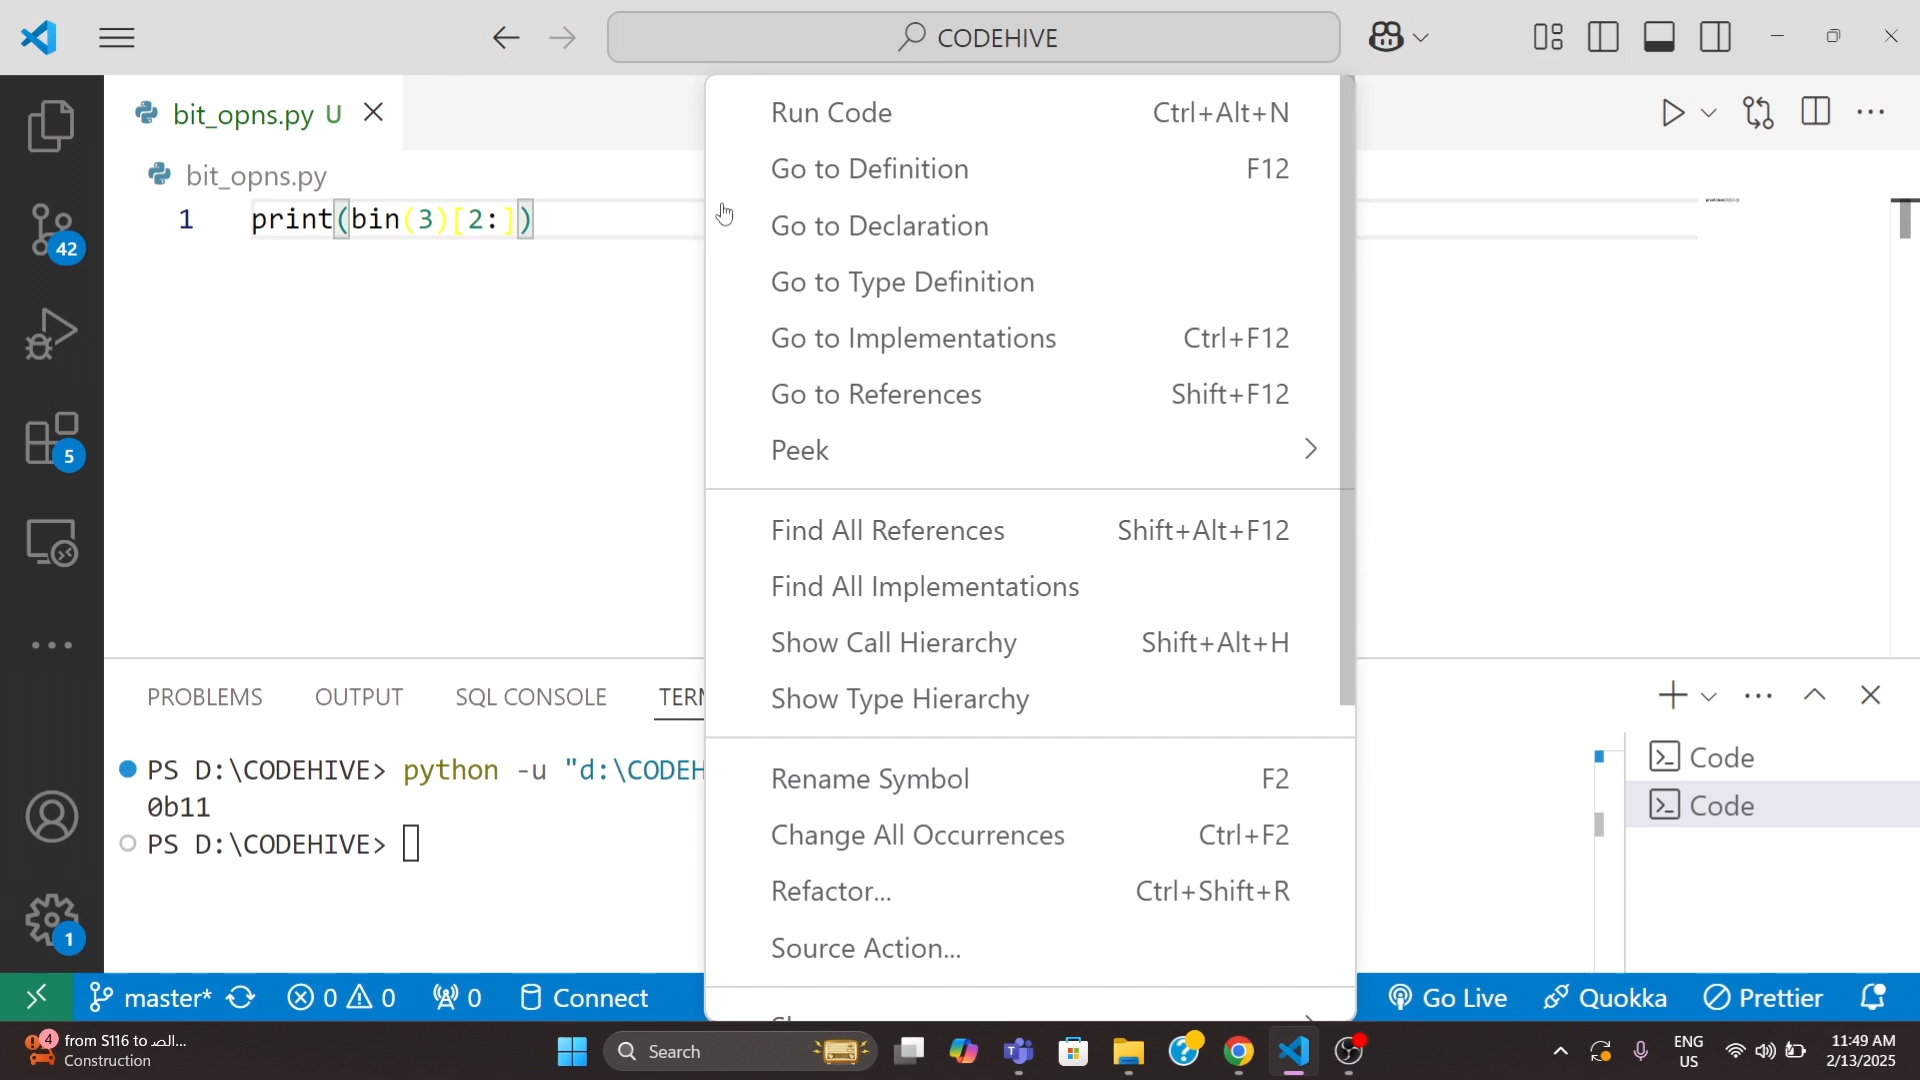 CODEHIVE
bit_opns.py U
bit_opns.py
1 print(bin(3)[2:])
Run Code Ctrl+Alt+N
Go to Definition F12
Go to Declaration
Go to Type Definition
Go to Implementations Ctrl+F12
Go to References Shift+F12
Peek
Find All References Shift+Alt+F12
Find All Implementations
Show Call Hierarchy Shift+Alt+H
Show Type Hierarchy
Rename Symbol F2
Change All Occurrences Ctrl+F2
Refactor... Ctrl+Shift+R
Source Action...
42
5
1
PROBLEMS OUTPUT SQL CONSOLE
PS D:\CODEHIVE> python -u "d:\CODEH
0b11
PS D:\CODEHIVE>
Code
Code
master* 0 0 0 Connect Go Live Quokka Prettier
4 from S116 to الصـ...
Construction
Search
ENG
US
11:49 AM
2/13/2025